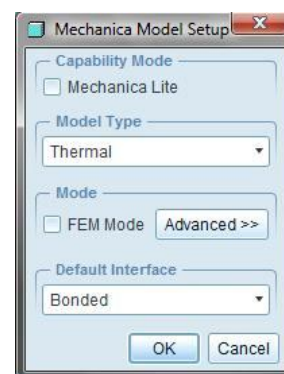 Mechanica Model Setup
Capability Mode
Mechanica Lite
Model Type
Thermal
Mode
FEM Mode Advanced >>
Default Interface
Bonded
OK Cancel